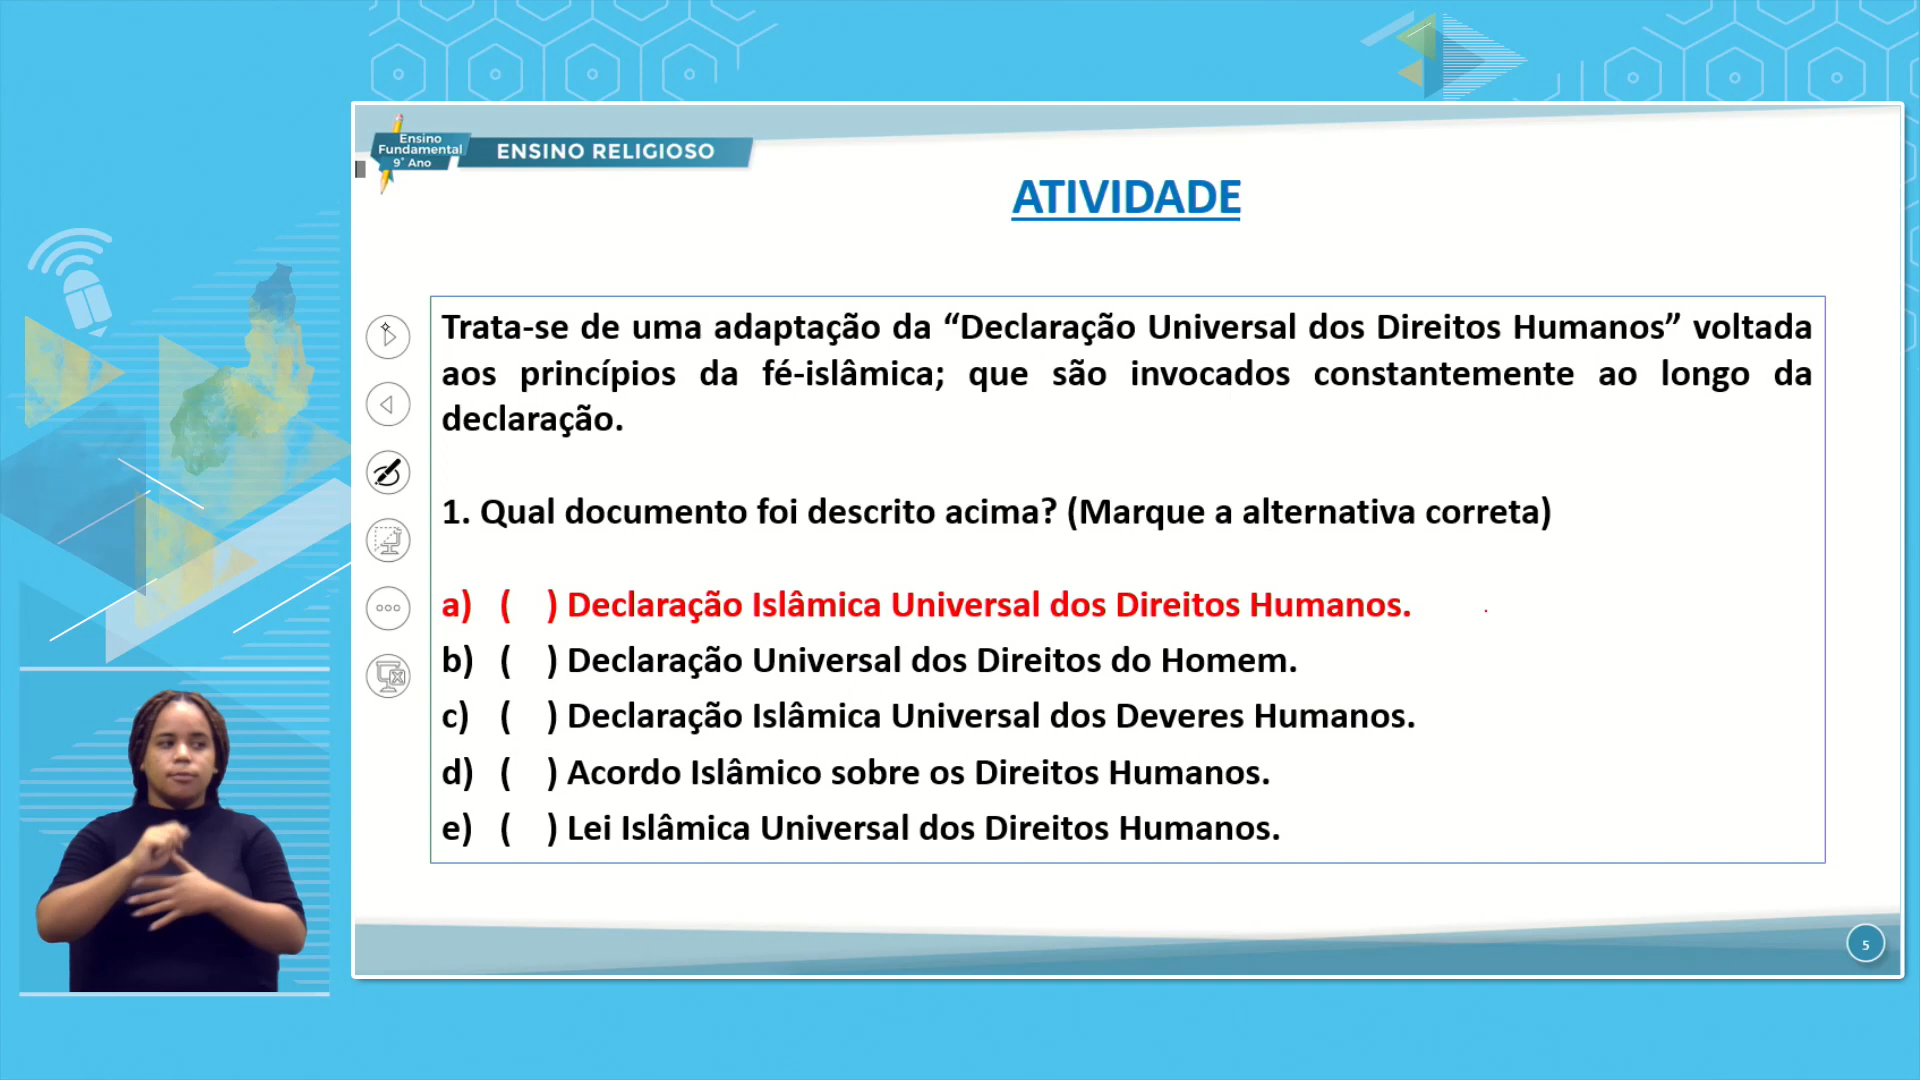 Ensino
Fundamental
9° Ano
ENSINO RELIGIOSO
ATIVIDADE
Trata-se de uma adaptação da “Declaração Universal dos Direitos Humanos” voltada
aos princípios da fé-islâmica; que são invocados constantemente ao longo da
declaração.
1. Qual documento foi descrito acima? (Marque a alternativa correta)
a) ( ) Declaração Islâmica Universal dos Direitos Humanos.
b) ( ) Declaração Universal dos Direitos do Homem.
c) ( ) Declaração Islâmica Universal dos Deveres Humanos.
d) ( ) Acordo Islâmico sobre os Direitos Humanos.
e) ( ) Lei Islâmica Universal dos Direitos Humanos.
5